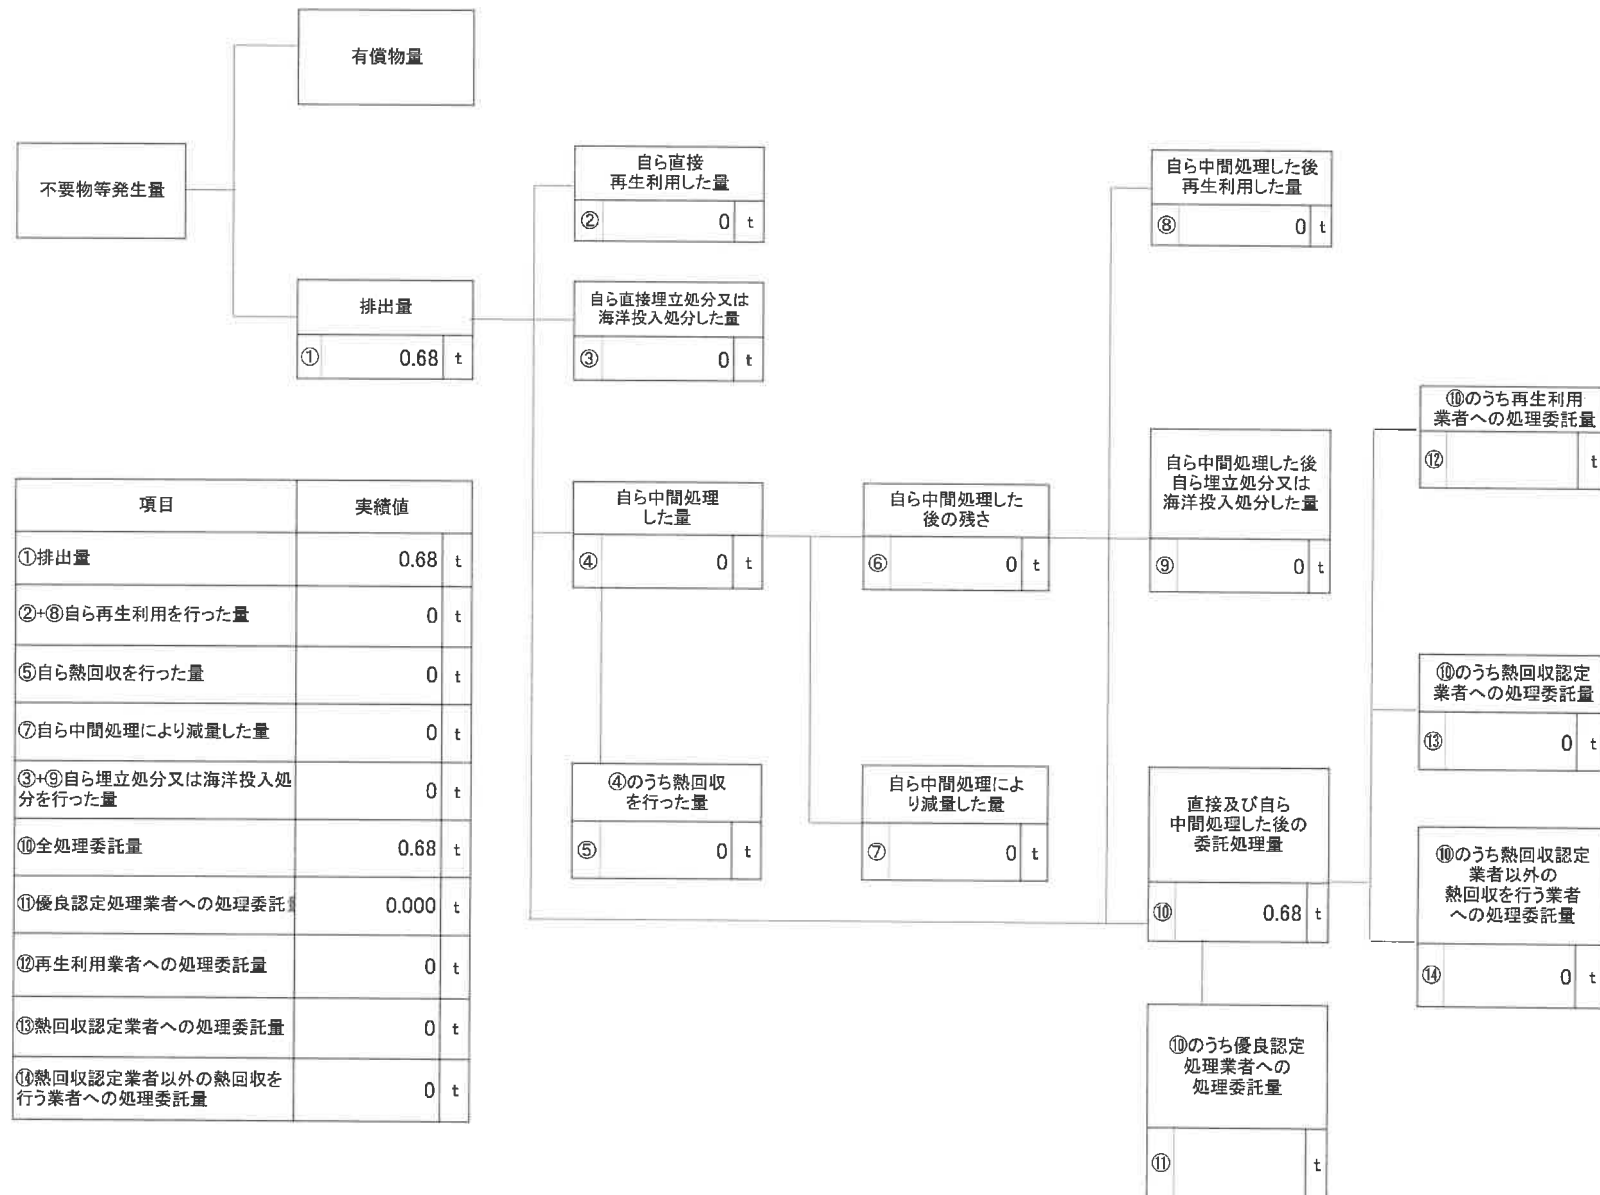 有償物量
不要物等発生量
排出量
① 0.68 t
自ら直接
再生利用した量
② 0 t
自ら直接埋立処分又は
海洋投入処分した量
③ 0 t
自ら中間処理
した量
④ 0 t
④のうち熱回収
を行った量
⑤ 0 t
自ら中間処理した
後の残さ
⑥ 0 t
自ら中間処理によ
り減量した量
⑦ 0 t
自ら中間処理した後
再生利用した量
⑧ 0 t
自ら中間処理した後
自ら埋立処分又は
海洋投入処分した量
⑨ 0 t
直接及び自ら
中間処理した後の
委託処理量
⑩ 0.68 t
⑩のうち優良認定
処理業者への
処理委託量
⑪ t
⑩のうち再生利用
業者への処理委託量
⑫ t
⑩のうち熱回収認定
業者への処理委託量
⑬ 0 t
⑩のうち熱回収認定
業者以外の
熱回収を行う業者
への処理委託量
⑭ 0 t
項目 実績値
①排出量 0.68 t
②+⑧自ら再生利用を行った量 0 t
⑤自ら熱回収を行った量 0 t
⑦自ら中間処理により減量した量 0 t
③+⑨自ら埋立処分又は海洋投入処
分を行った量 0 t
⑩全処理委託量 0.68 t
⑪優良認定処理業者への処理委託 0.000 t
⑫再生利用業者への処理委託量 0 t
⑬熱回収認定業者への処理委託量 0 t
⑭熱回収認定業者以外の熱回収を
行う業者への処理委託量 0 t